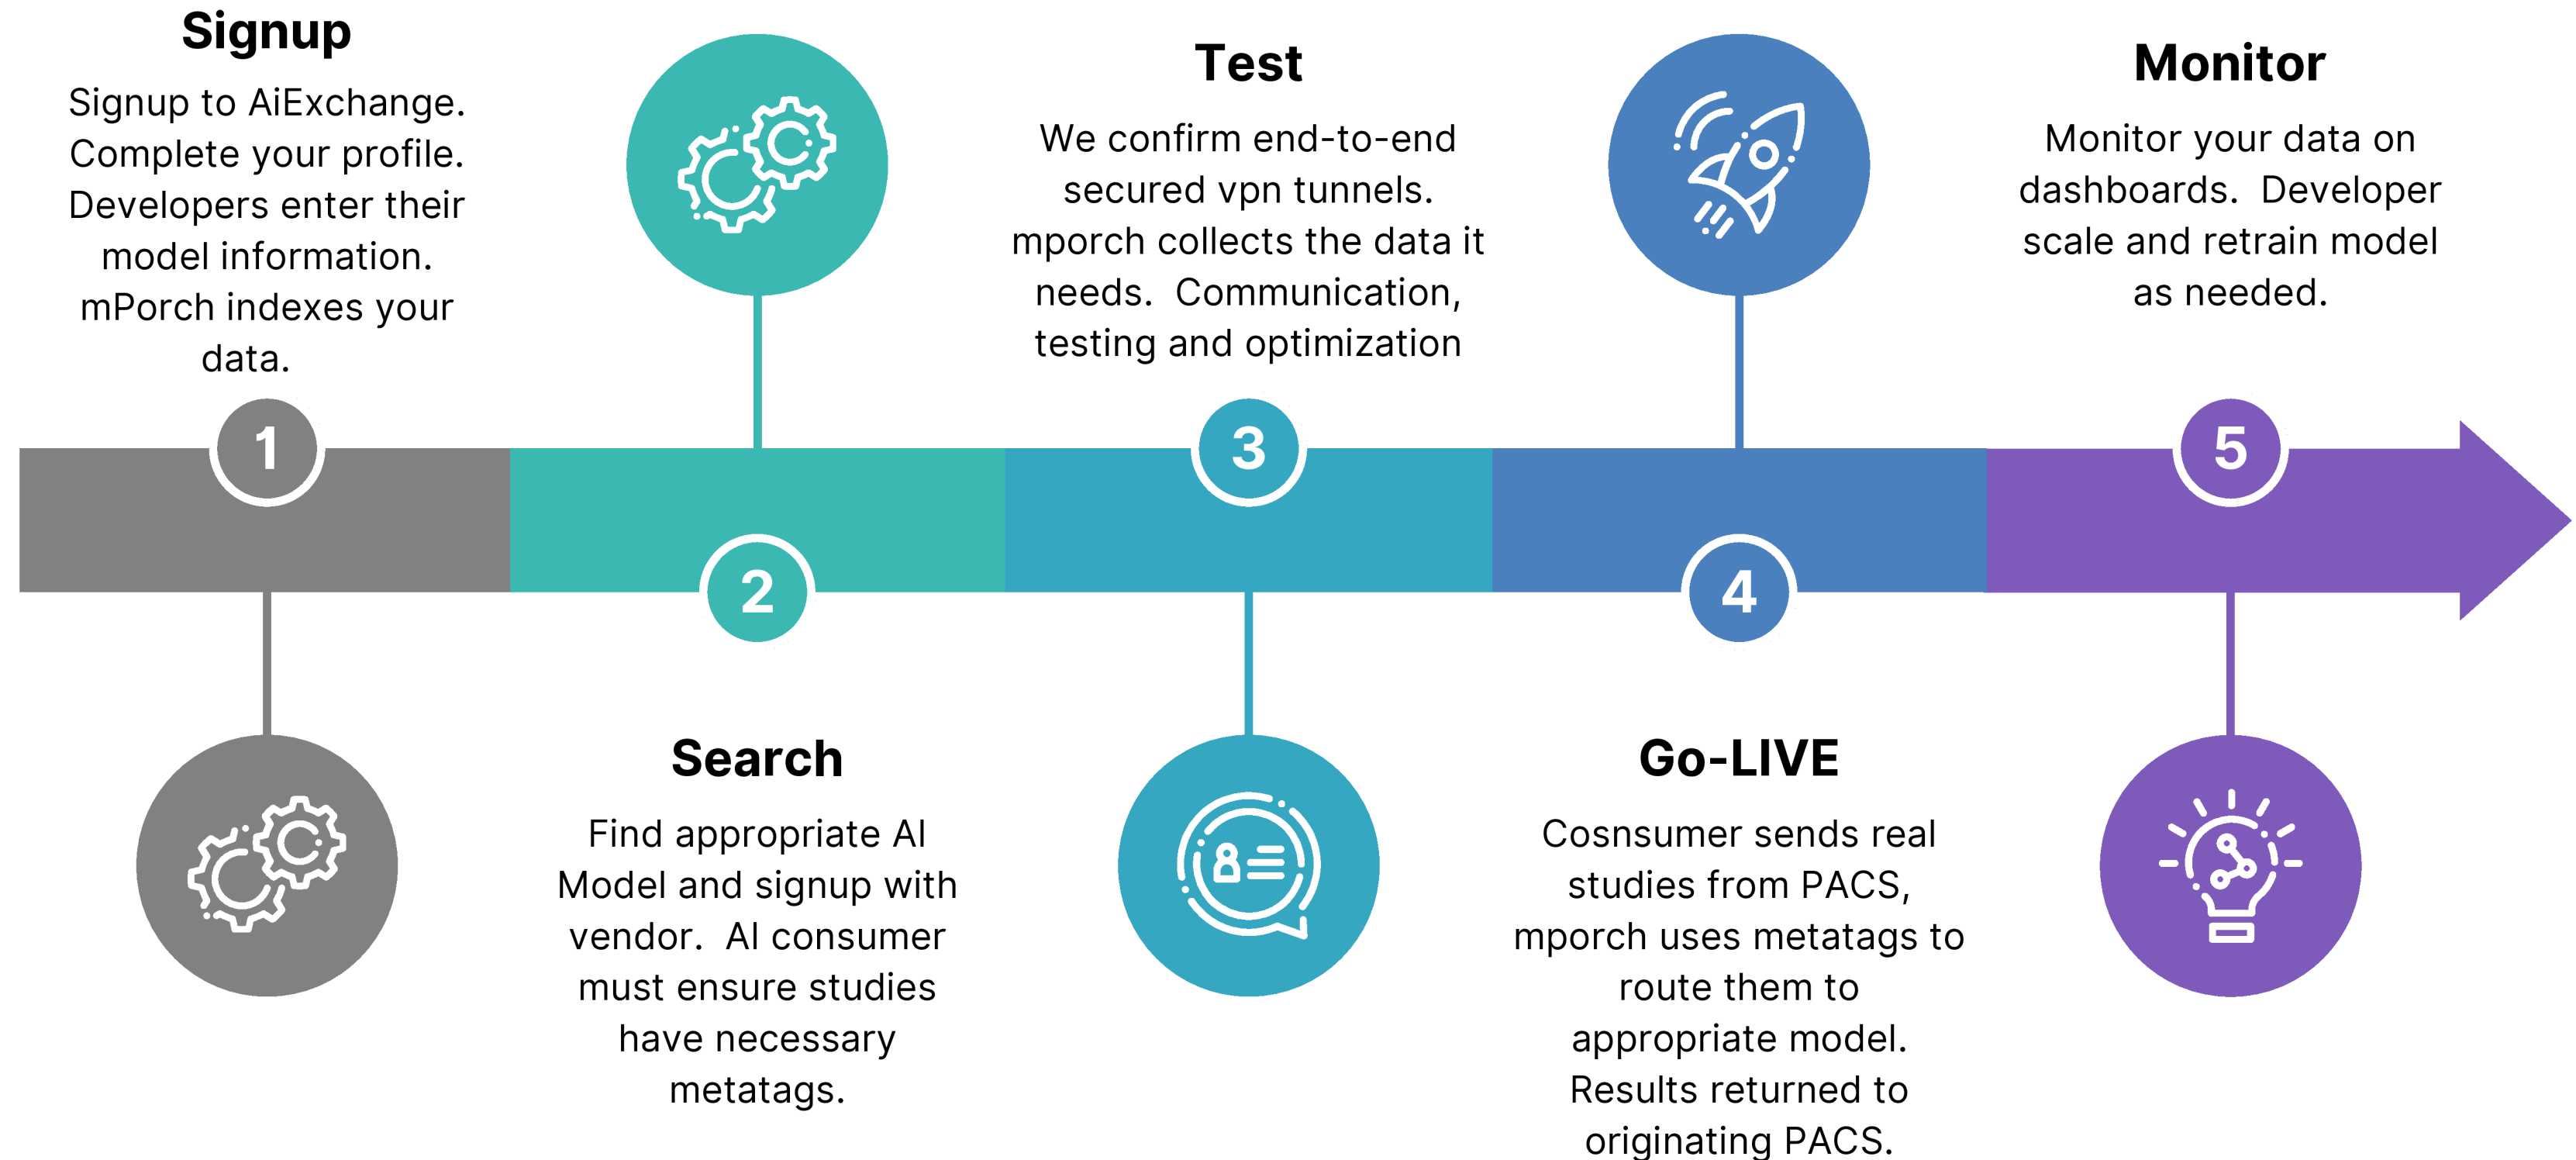 Signup
Signup to AiExchange.
Complete your profile.
Developers enter their
model information.
mPorch indexes your
data.
1
2
Search
Find appropriate AI
Model and signup with
vendor.  AI consumer
must ensure studies
have necessary
metatags.
Test
We confirm end-to-end
secured vpn tunnels.
mporch collects the data it
needs.  Communication,
testing and optimization
3
4
Go-LIVE
Cosnsumer sends real
studies from PACS,
mporch uses metatags to
route them to
appropriate model.
Results returned to
originating PACS.
Monitor
Monitor your data on
dashboards.  Developer
scale and retrain model
as needed.
5